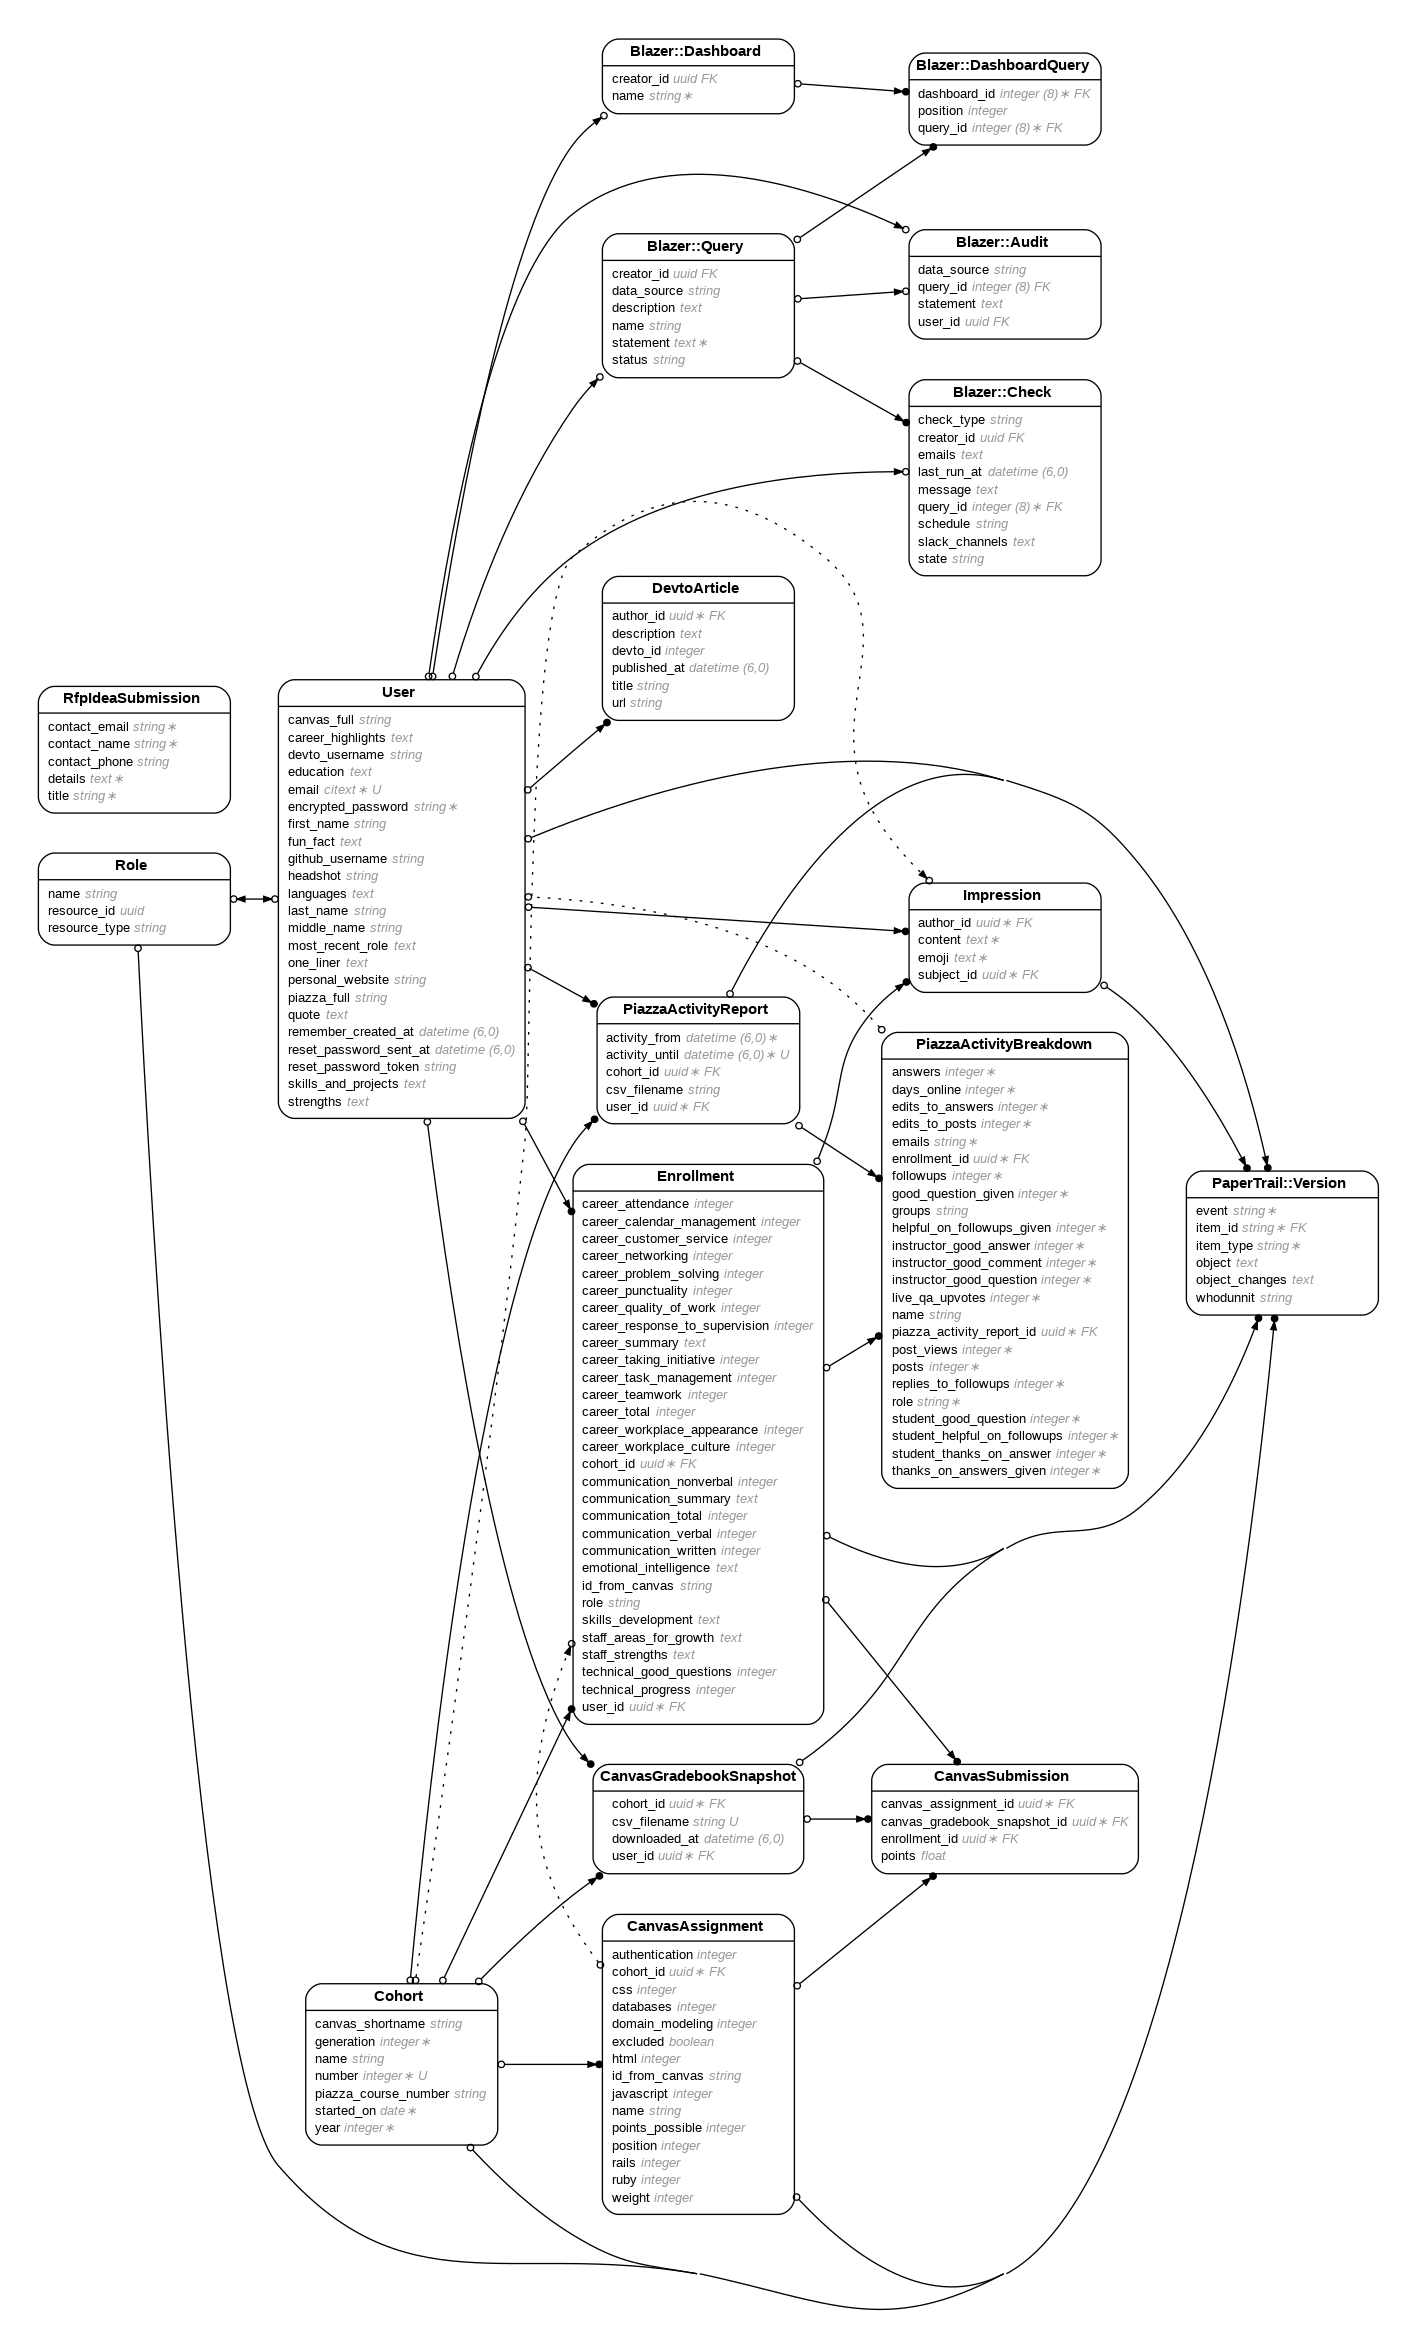 Blazer::Dashboard
creator_id uuid FK
name string∗
Blazer::DashboardQuery
dashboard_id integer (8)∗ FK
position integer
query_id integer (8)∗ FK
Blazer::Query
creator_id uuid FK
data_source string
description text
name string
statement text∗
status string
Blazer::Audit
data_source string
query_id integer (8) FK
statement text
user_id uuid FK
Blazer::Check
check_type string
creator_id uuid FK
emails text
last_run_at datetime (6,0)
message text
query_id integer (8)∗ FK
schedule string
slack_channels text
state string
DevtoArticle
author_id uuid∗ FK
description text
devto_id integer
published_at datetime (6,0)
title string
url string
RfpIdeaSubmission
contact_email string∗
contact_name string∗
contact_phone string
details text∗
title string∗
Role
name string
resource_id uuid
resource_type string
User
canvas_full string
career_highlights text
devto_username string
education text
email citext∗ U
encrypted_password string∗
first_name string
fun_fact text
github_username string
headshot string
languages text
last_name string
middle_name string
most_recent_role text
one_liner text
personal_website string
piazza_full string
quote text
remember_created_at datetime (6,0)
reset_password_sent_at datetime (6,0)
reset_password_token string
skills_and_projects text
strengths text
Impression
author_id uuid∗ FK
content text∗
emoji text∗
subject_id uuid∗ FK
PiazzaActivityReport
activity_from datetime (6,0)∗
activity_until datetime (6,0)∗ U
cohort_id uuid∗ FK
csv_filename string
user_id uuid∗ FK
PiazzaActivityBreakdown
answers integer∗
days_online integer∗
edits_to_answers integer∗
edits_to_posts integer∗
emails string∗
enrollment_id uuid∗ FK
followups integer∗
good_question_given integer∗
groups string
helpful_on_followups_given integer∗
instructor_good_answer integer∗
instructor_good_comment integer∗
instructor_good_question integer∗
live_qa_upvotes integer∗
name string
piazza_activity_report_id uuid∗ FK
post_views integer∗
posts integer∗
replies_to_followups integer∗
role string∗
student_good_question integer∗
student_helpful_on_followups integer∗
student_thanks_on_answer integer∗
thanks_on_answers_given integer∗
PaperTrail::Version
event string∗
item_id string∗ FK
item_type string∗
object text
object_changes text
whodunnit string
Enrollment
career_attendance integer
career_calendar_management integer
career_customer_service integer
career_networking integer
career_problem_solving integer
career_punctuality integer
career_quality_of_work integer
career_response_to_supervision integer
career_summary text
career_taking_initiative integer
career_task_management integer
career_teamwork integer
career_total integer
career_workplace_appearance integer
career_workplace_culture integer
cohort_id uuid∗ FK
communication_nonverbal integer
communication_summary text
communication_total integer
communication_verbal integer
communication_written integer
emotional_intelligence text
id_from_canvas string
role string
skills_development text
staff_areas_for_growth text
staff_strengths text
technical_good_questions integer
technical_progress integer
user_id uuid∗ FK
CanvasGradebookSnapshot
cohort_id uuid∗ FK
csv_filename string U
downloaded_at datetime (6,0)
user_id uuid∗ FK
CanvasSubmission
canvas_assignment_id uuid∗ FK
canvas_gradebook_snapshot_id uuid∗ FK
enrollment_id uuid∗ FK
points float
CanvasAssignment
authentication integer
cohort_id uuid∗ FK
css integer
databases integer
domain_modeling integer
excluded boolean
html integer
id_from_canvas string
javascript integer
name string
points_possible integer
position integer
rails integer
ruby integer
weight integer
Cohort
canvas_shortname string
generation integer∗
name string
number integer∗ U
piazza_course_number string
started_on date∗
year integer∗